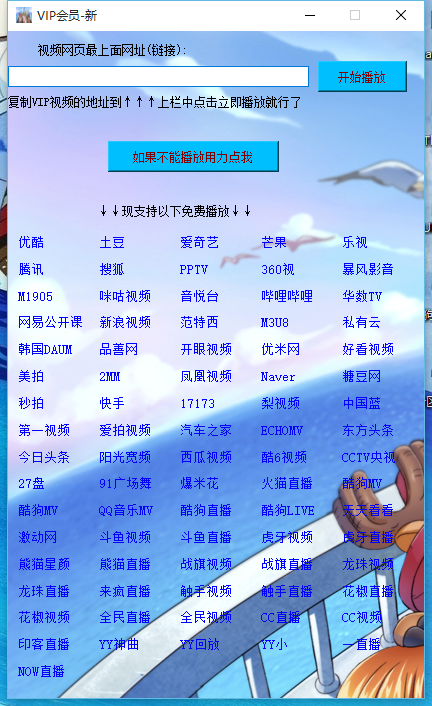 VIP会员-新
视频网页最上面网址(链接):
开始播放
复制VIP视频的地址到↑↑↑上栏中点击立即播放就行了
如果不能播放用力点我
↓↓现支持以下免费播放↓↓
优酷 土豆 爱奇艺 芒果 乐视
腾讯 搜狐 PPTV 360视 暴风影音
M1905 咪咕视频 音悦台 哔哩哔哩 华数TV
网易公开课 新浪视频 范特西 M3U8 私有云
韩国DAUM 品善网 开眼视频 优米网 好看视频
美拍 2MM 凤凰视频 Naver 糖豆网
秒拍 快手 17173 梨视频 中国蓝
第一视频 爱拍视频 汽车之家 ECHOMV 东方头条
今日头条 阳光宽频 西瓜视频 酷6视频 CCTV央视
27盘 91广场舞 爆米花 火猫直播 酷狗MV
酷狗MV QQ音乐MV 酷狗直播 酷狗LIVE 天天看看
激动网 斗鱼视频 斗鱼直播 虎牙视频 虎牙直播
熊猫星颜 熊猫直播 战旗视频 战旗直播 龙珠视频
龙珠直播 来疯直播 触手视频 触手直播 花椒直播
花椒视频 全民直播 全民视频 CC直播 CC视频
印客直播 YY神曲 YY回放 YY小 一直播
NOW直播